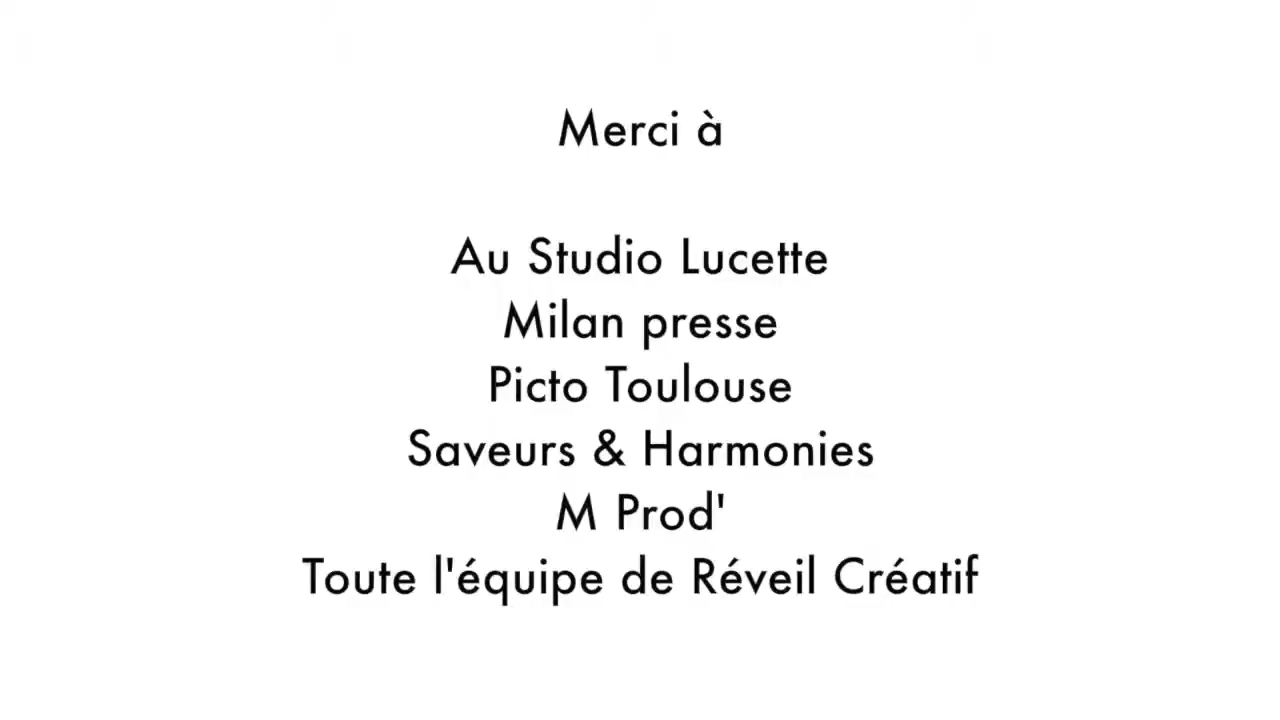 Merci à
Au Studio Lucette
Milan presse
Picto Toulouse
Saveurs & Harmonies
M Prod'
Toute l'équipe de Réveil Créatif